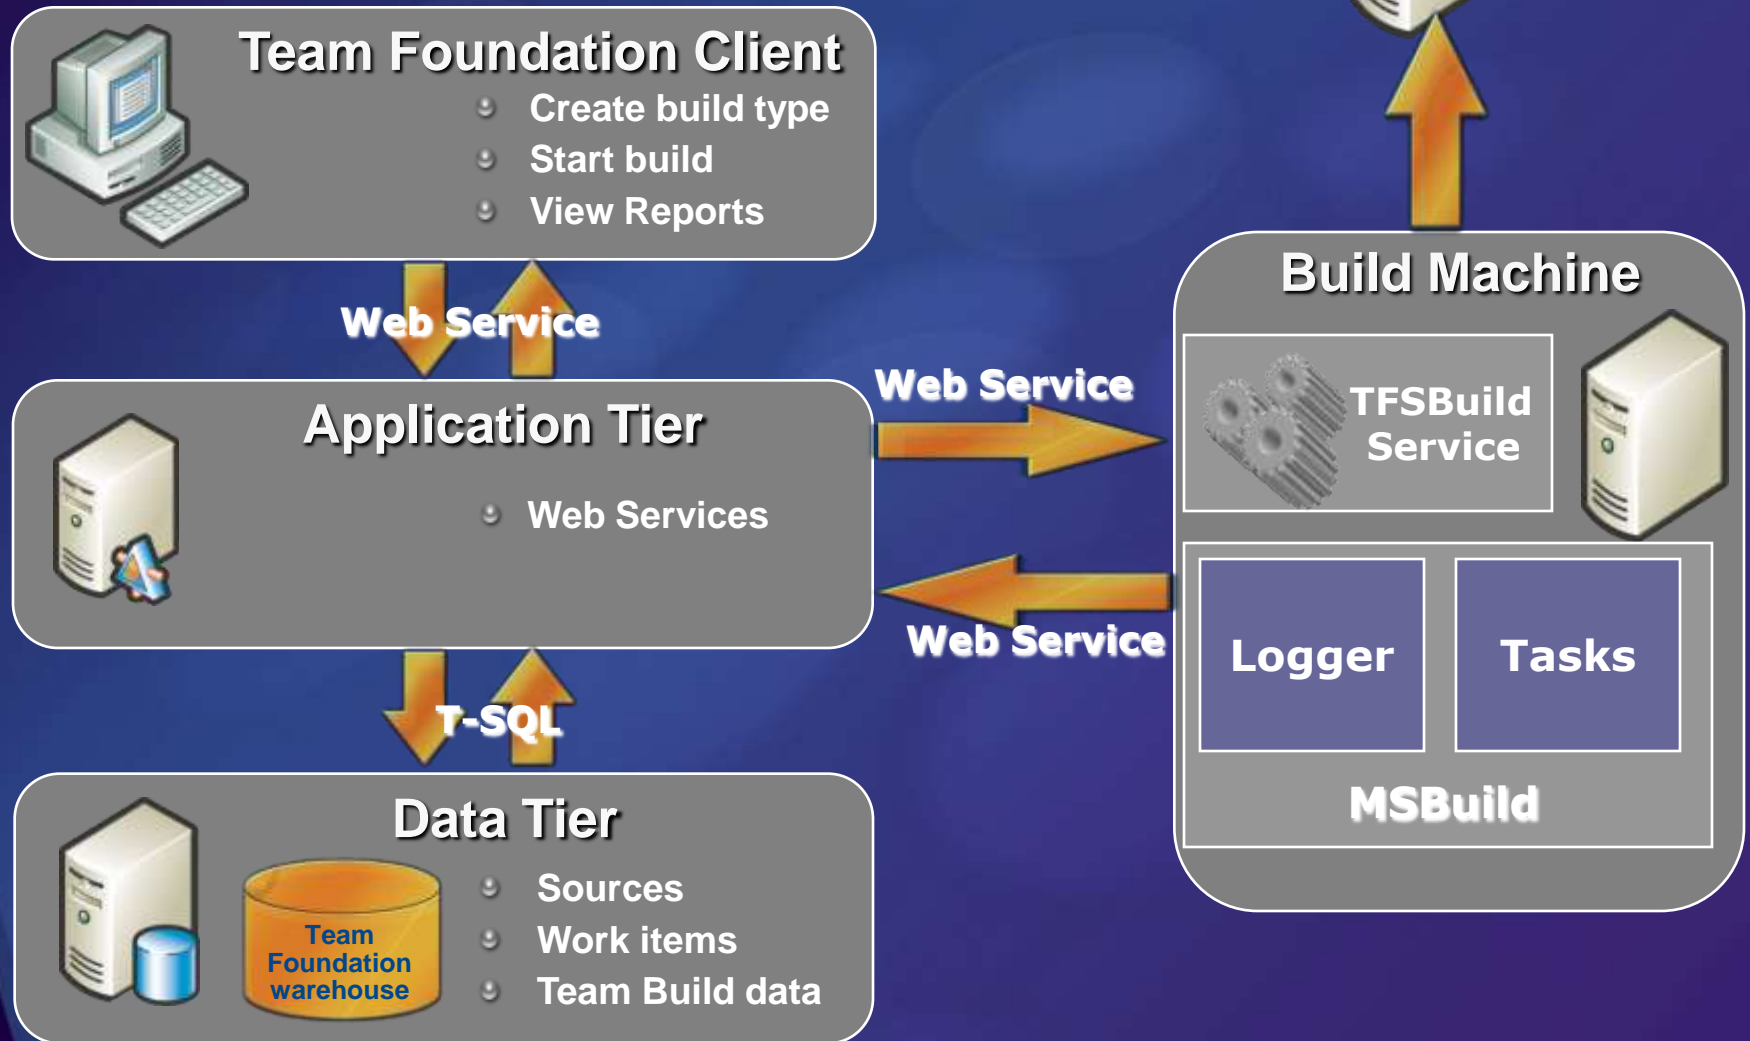 Team Foundation Client
Create build type
Start build
View Reports
Web Service
Application Tier
Web Services
T-SQL
Data Tier
Team
Foundation
warehouse
Sources
Work items
Team Build data
Web Service
Web Service
Build Machine
TFSBuild
Service
Logger
Tasks
MSBuild